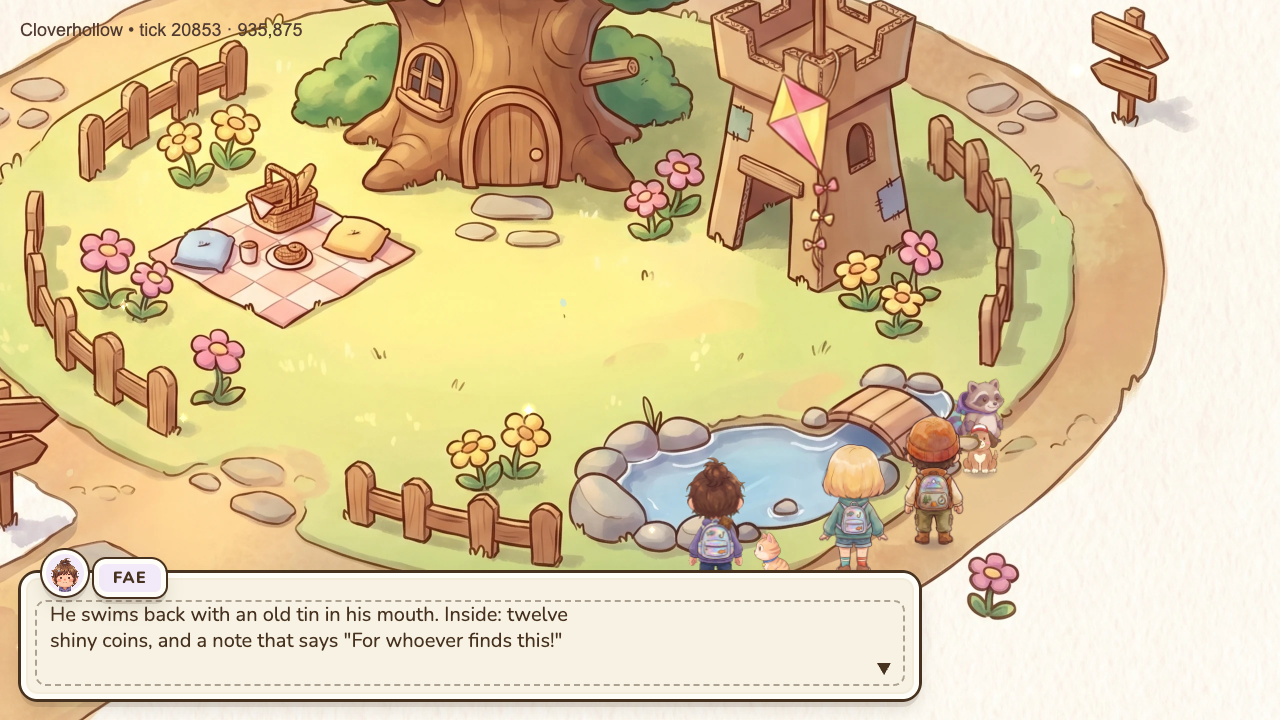 Cloverhollow • tick 20853 · 935,875
FAE
He swims back with an old tin in his mouth. Inside: twelve
shiny coins, and a note that says "For whoever finds this!"